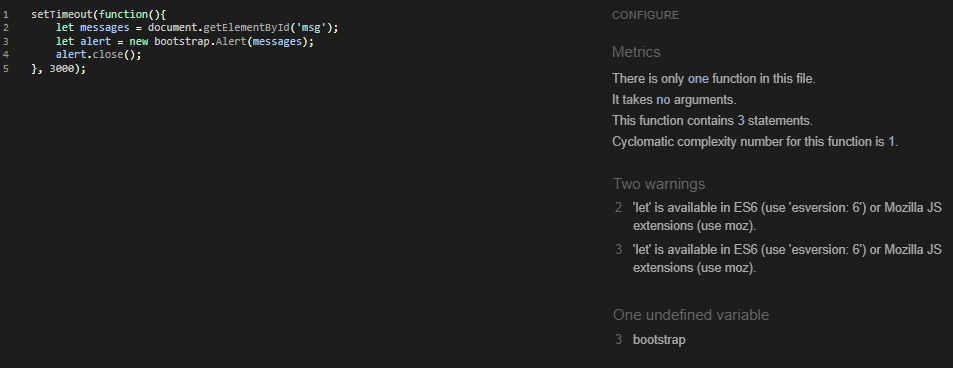 1 setTimeout(function(){
2     let messages = document.getElementById('msg');
3     let alert = new bootstrap.Alert(messages);
4     alert.close();
5 }, 3000);
CONFIGURE
Metrics
There is only one function in this file.
It takes no arguments.
This function contains 3 statements.
Cyclomatic complexity number for this function is 1.
Two warnings
2 'let' is available in ES6 (use 'esversion: 6') or Mozilla JS
extensions (use moz).
3 'let' is available in ES6 (use 'esversion: 6') or Mozilla JS
extensions (use moz).
One undefined variable
3 bootstrap